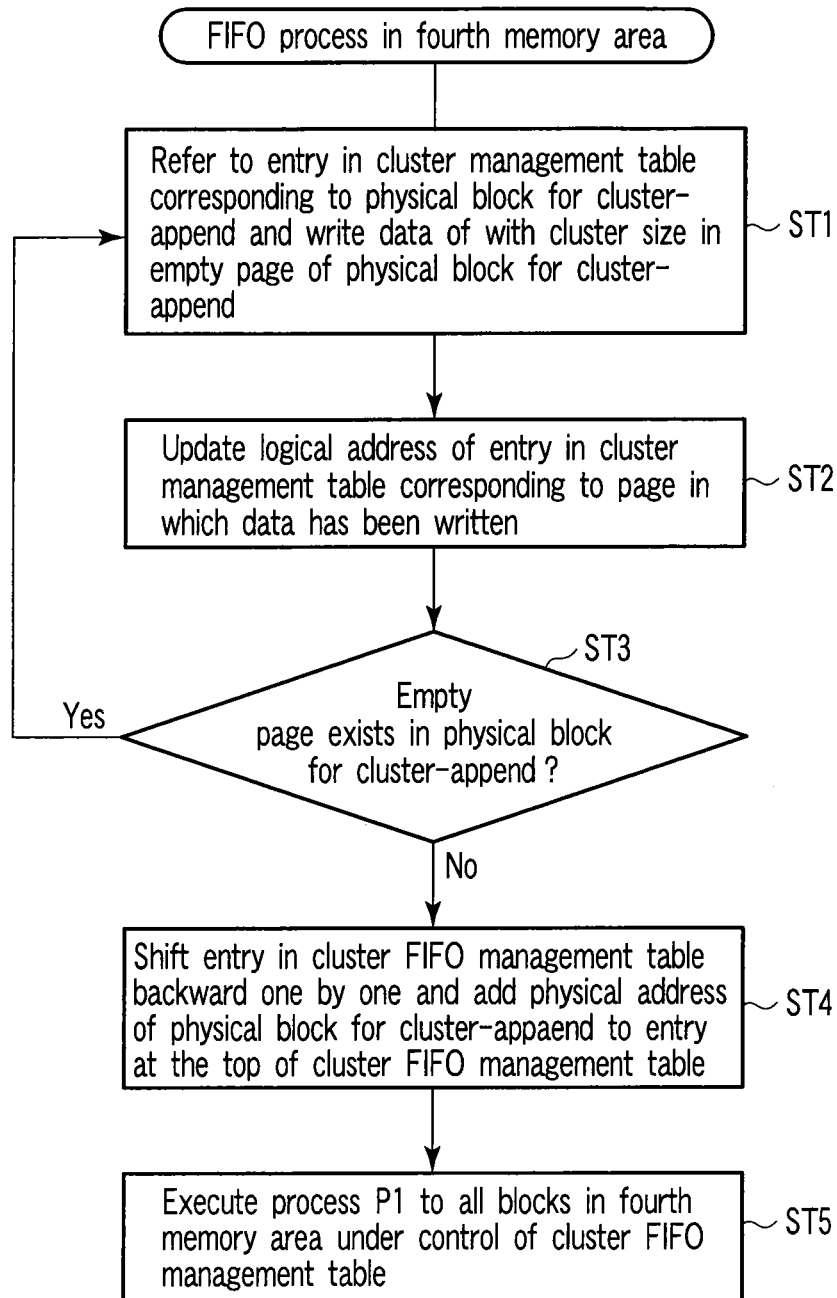 FIFO process in fourth memory area
Refer to entry in cluster management table
corresponding to physical block for cluster-
append and write data of with cluster size in
empty page of physical block for cluster-
append
ST1
Update logical address of entry in cluster
management table corresponding to page in
which data has been written
ST2
ST3
Empty
page exists in physical block
for cluster-append ?
Yes
No
Shift entry in cluster FIFO management table
backward one by one and add physical address
of physical block for cluster-appaend to entry
at the top of cluster FIFO management table
ST4
Execute process P1 to all blocks in fourth
memory area under control of cluster FIFO
management table
ST5